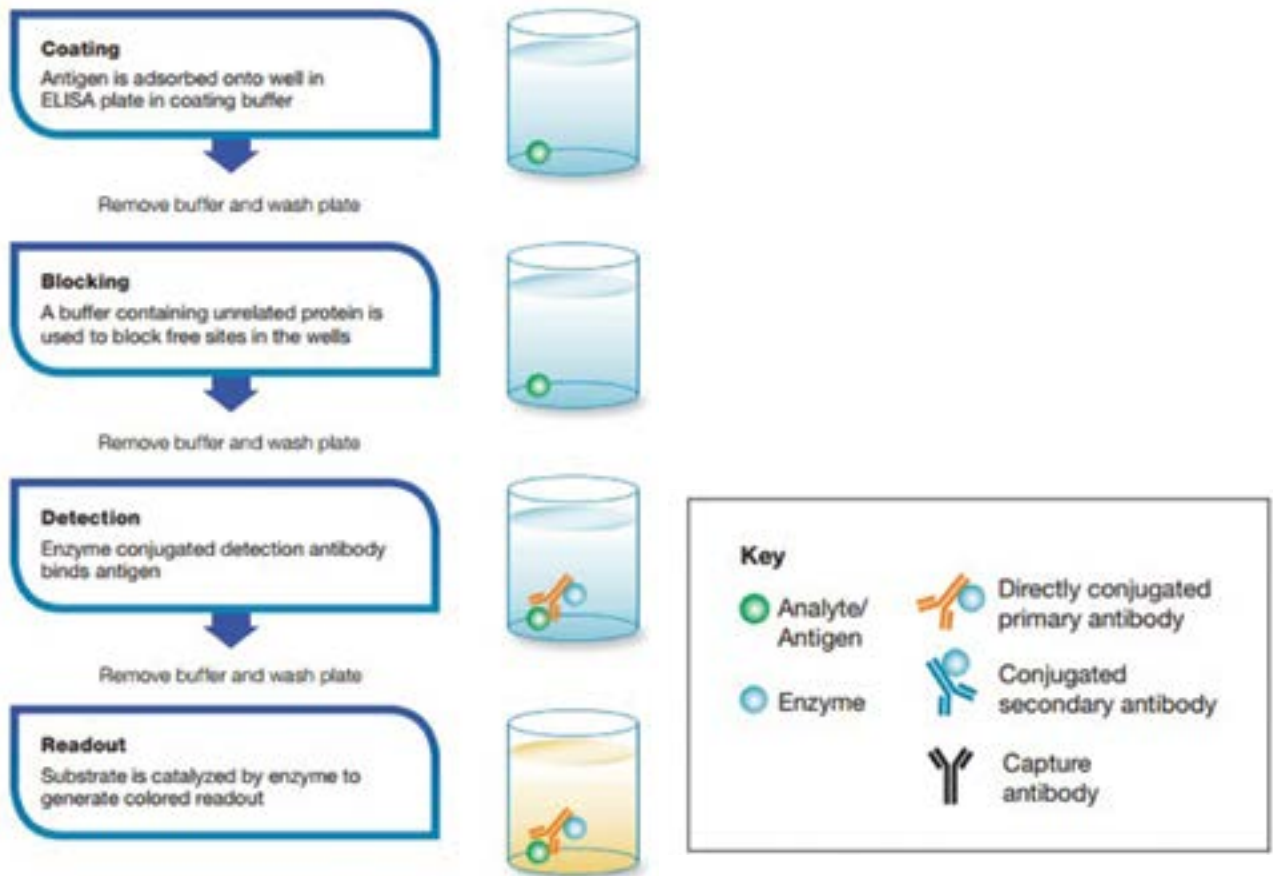 Coating
Antigen is adsorbed onto well in
ELISA plate in coating buffer
Remove buffer and wash plate
Blocking
A buffer containing unrelated protein is
used to block free sites in the wells
Remove buffer and wash plate
Detection
Enzyme conjugated detection antibody
binds antigen
Remove buffer and wash plate
Readout
Substrate is catalyzed by enzyme to
generate colored readout
Key
Analyte/
Antigen
Enzyme
Directly conjugated
primary antibody
Conjugated
secondary antibody
Capture
antibody